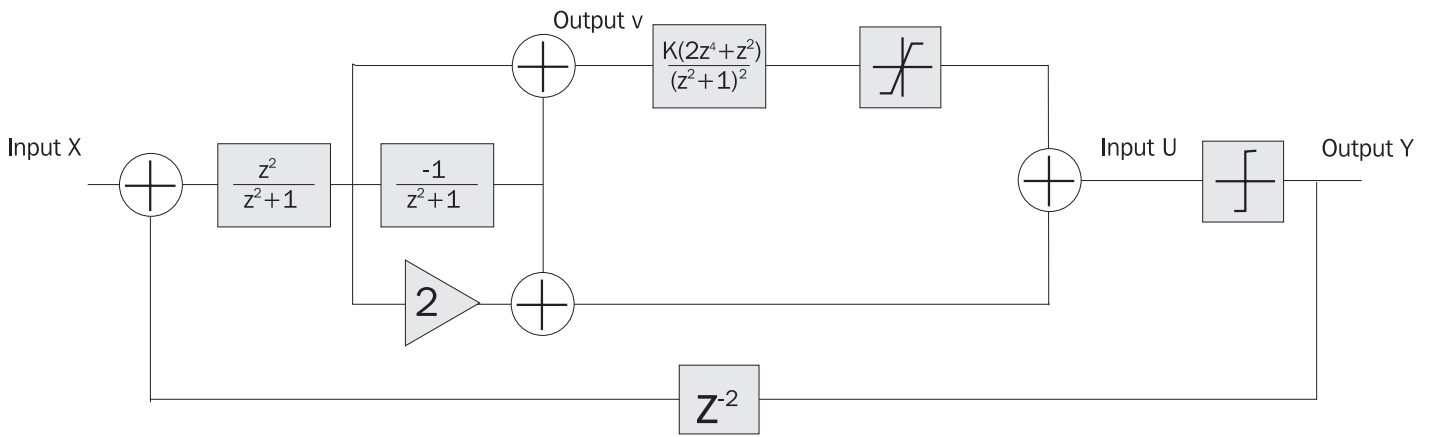 Output v
K(2z⁴+z²)
(z²+1)²
Input X
z²
z²+1
-1
z²+1
Input U
Output Y
2
Z⁻²